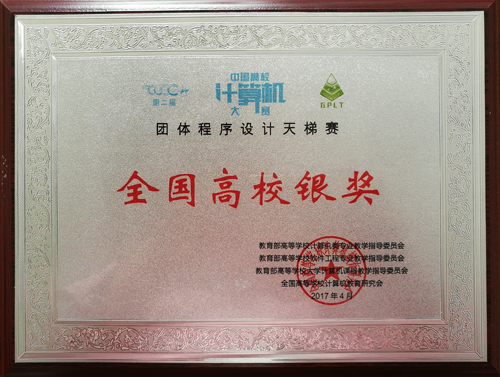 第二届
中国高校
计算机
大赛
GPLT
团体程序设计天梯赛
全国高校银奖
教育部高等学校计算机类专业教学指导委员会
教育部高等学校软件工程专业教学指导委员会
教育部高等学校大学计算机课程教学指导委员会
全国高等学校计算机教育研究会
2017年4月